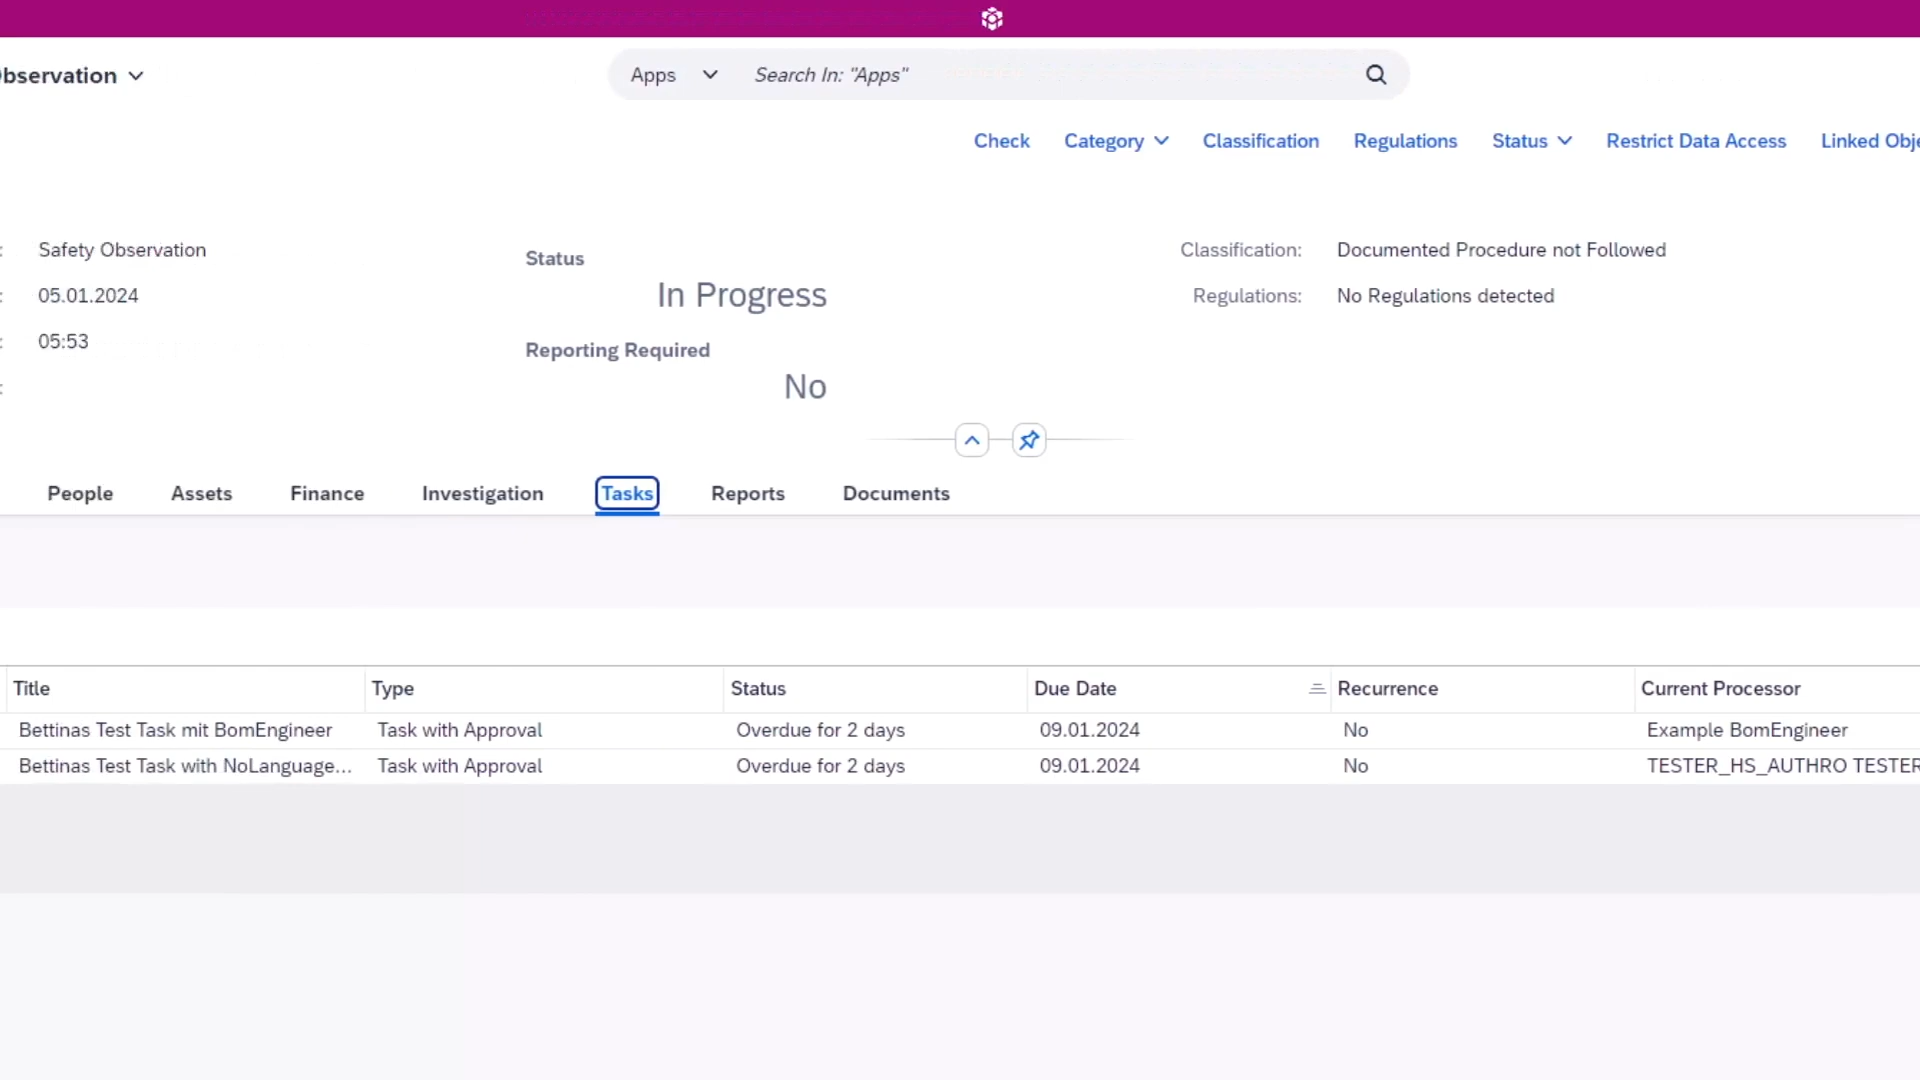 bservation
Apps Search In: "Apps"
Check Category Classification Regulations Status Restrict Data Access Linked Obje
: Safety Observation
: 05.01.2024
: 05:53
:
Status
In Progress
Reporting Required
No
Classification: Documented Procedure not Followed
Regulations: No Regulations detected
People Assets Finance Investigation Tasks Reports Documents
Title Type Status Due Date Recurrence Current Processor
Bettinas Test Task mit BomEngineer Task with Approval Overdue for 2 days 09.01.2024 No Example BomEngineer
Bettinas Test Task with NoLanguage... Task with Approval Overdue for 2 days 09.01.2024 No TESTER_HS_AUTHRO TESTER